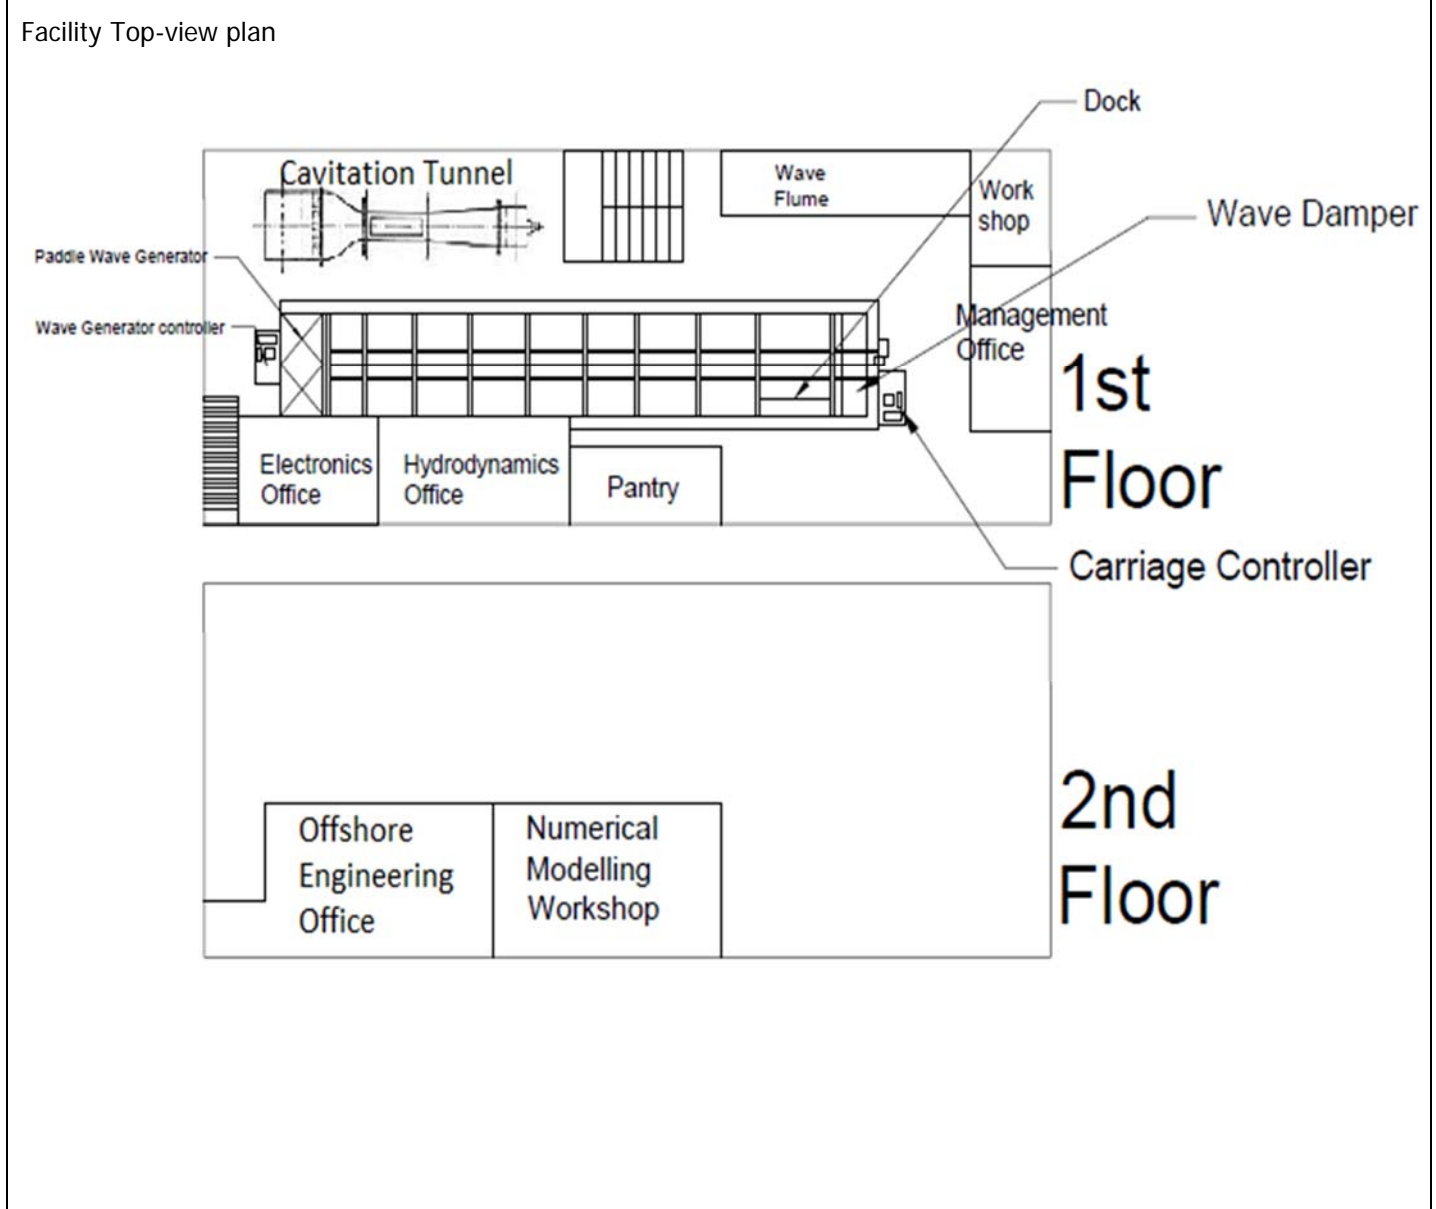 Facility Top-view plan
Dock
Cavitation Tunnel
Wave
Flume
Work
shop
Wave Damper
Paddle Wave Generator
Wave Generator controller
Management
Office
1st
Floor
Electronics
Office
Hydrodynamics
Office
Pantry
Carriage Controller
Offshore
Engineering
Office
Numerical
Modelling
Workshop
2nd
Floor